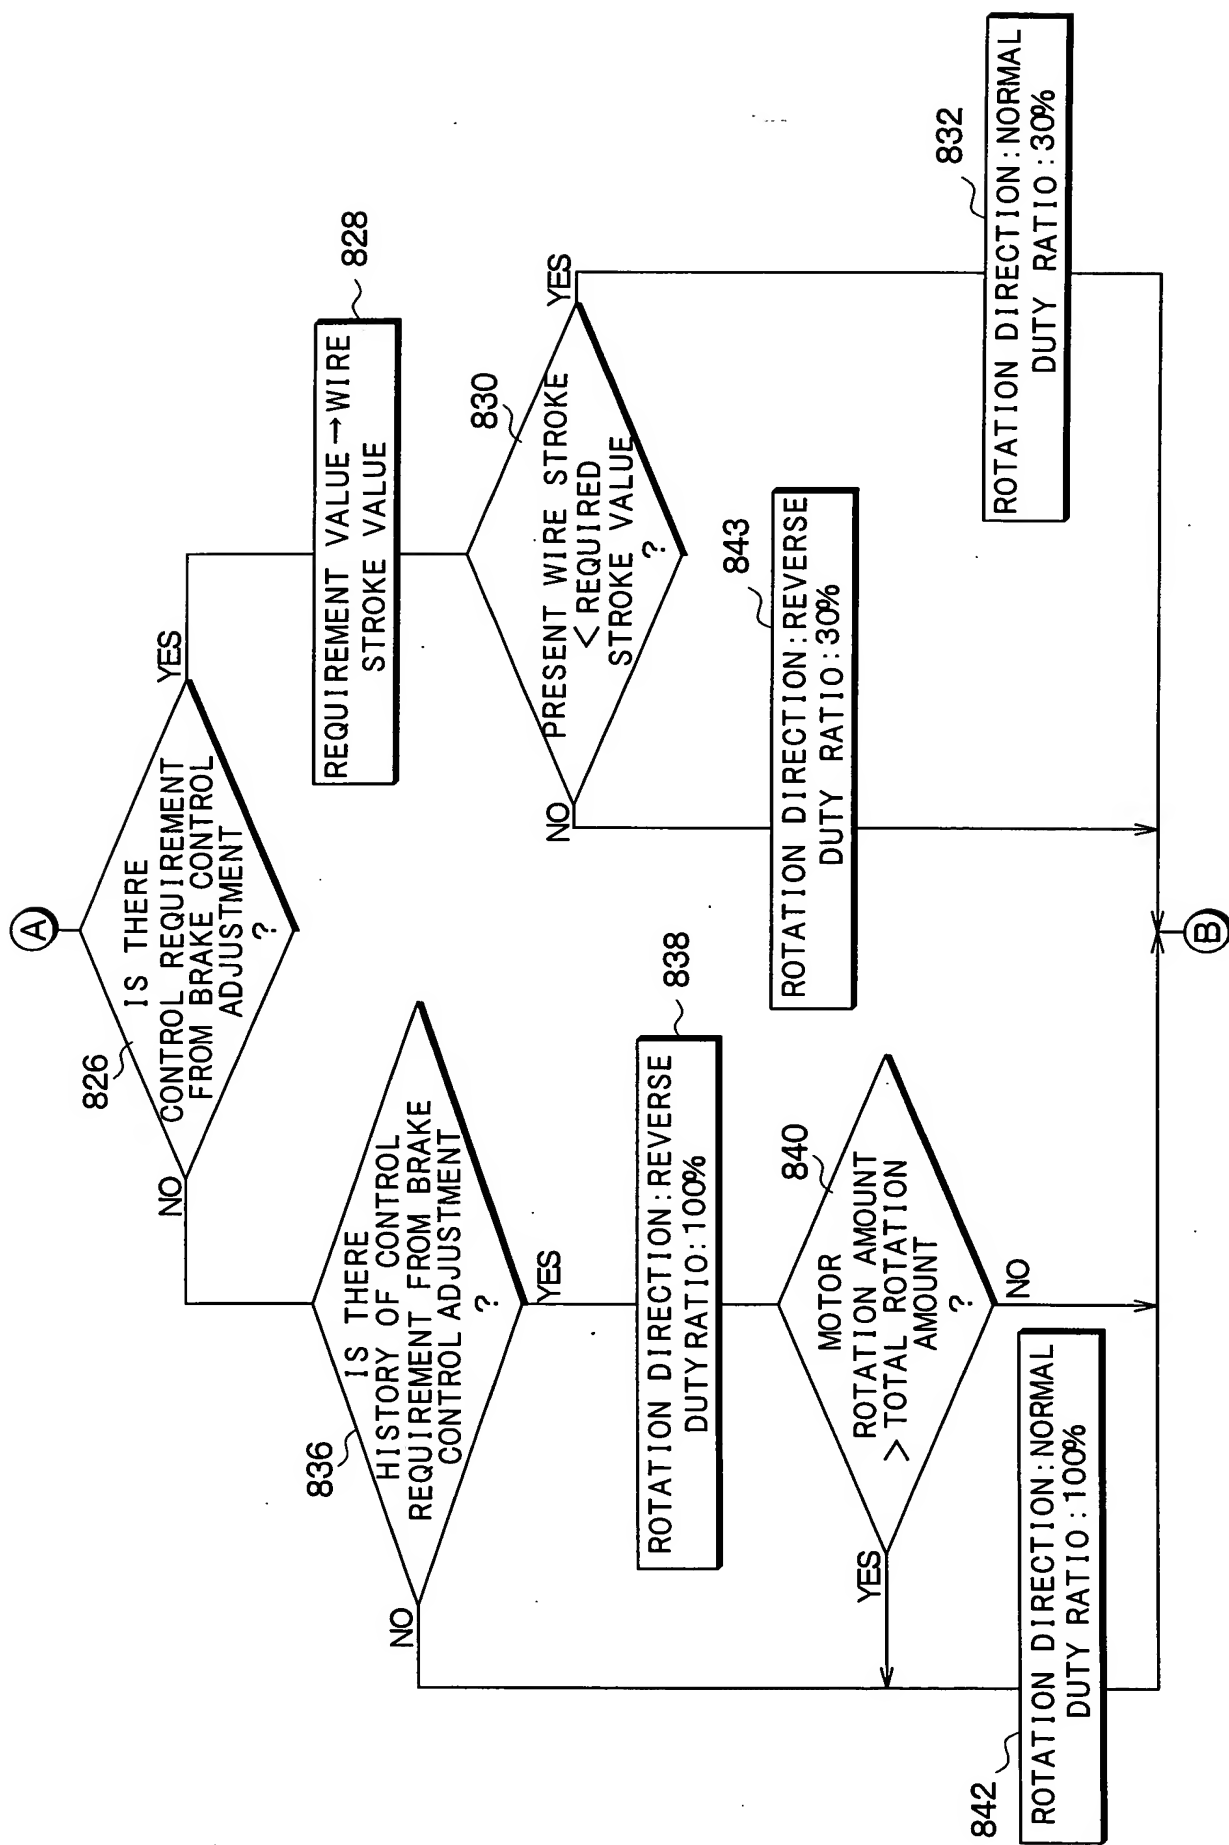 A
826
IS THERE
CONTROL REQUIREMENT
FROM BRAKE CONTROL
ADJUSTMENT
?
NO
YES
836
IS THERE
HISTORY OF CONTROL
REQUIREMENT FROM BRAKE
CONTROL ADJUSTMENT
?
NO
YES
828
REQUIREMENT VALUE→WIRE
STROKE VALUE
830
PRESENT WIRE STROKE
<REQUIRED
STROKE VALUE
?
NO
YES
838
ROTATION DIRECTION:REVERSE
DUTYRATIO:100%
840
MOTOR
ROTATION AMOUNT
>TOTAL ROTATION
AMOUNT
?
YES
NO
843
ROTATION DIRECTION:REVERSE
DUTY RATIO:30%
832
ROTATION DIRECTION:NORMAL
DUTY RATIO:30%
842
ROTATION DIRECTION:NORMAL
DUTY RATIO:100%
B